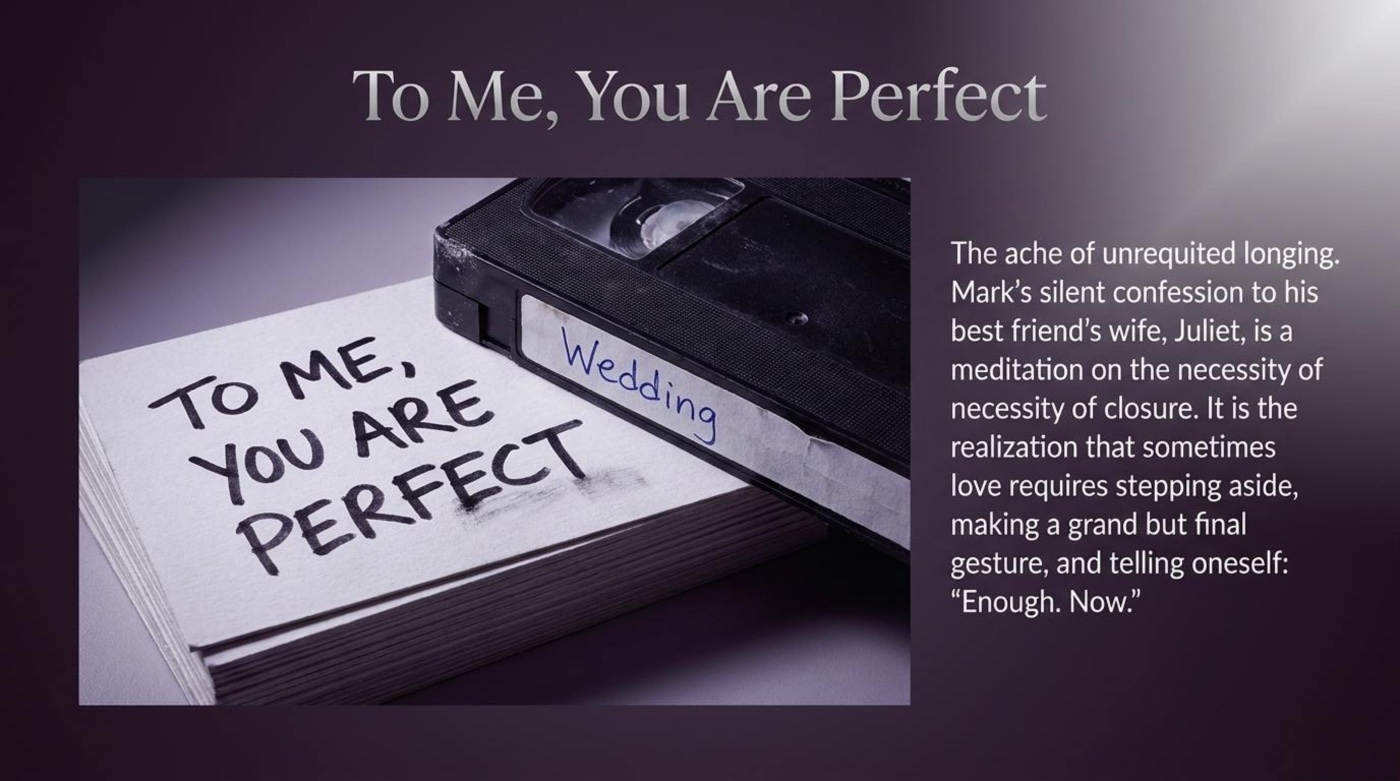 To Me, You Are Perfect
TO ME,
YOU ARE
PERFECT
Wedding
The ache of unrequited longing.
Mark’s silent confession to his
best friend’s wife, Juliet, is a
meditation on the necessity of
necessity of closure. It is the
realization that sometimes
love requires stepping aside,
making a grand but final
gesture, and telling oneself:
“Enough. Now.”